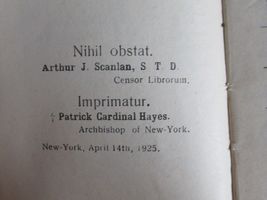 Nihil obstat.
Arthur J. Scanlan, S T D
Censor Librorum.
Imprimatur.
† Patrick Cardinal Hayes.
Archbishop of New-York.
New-York, April 14th, 1925.